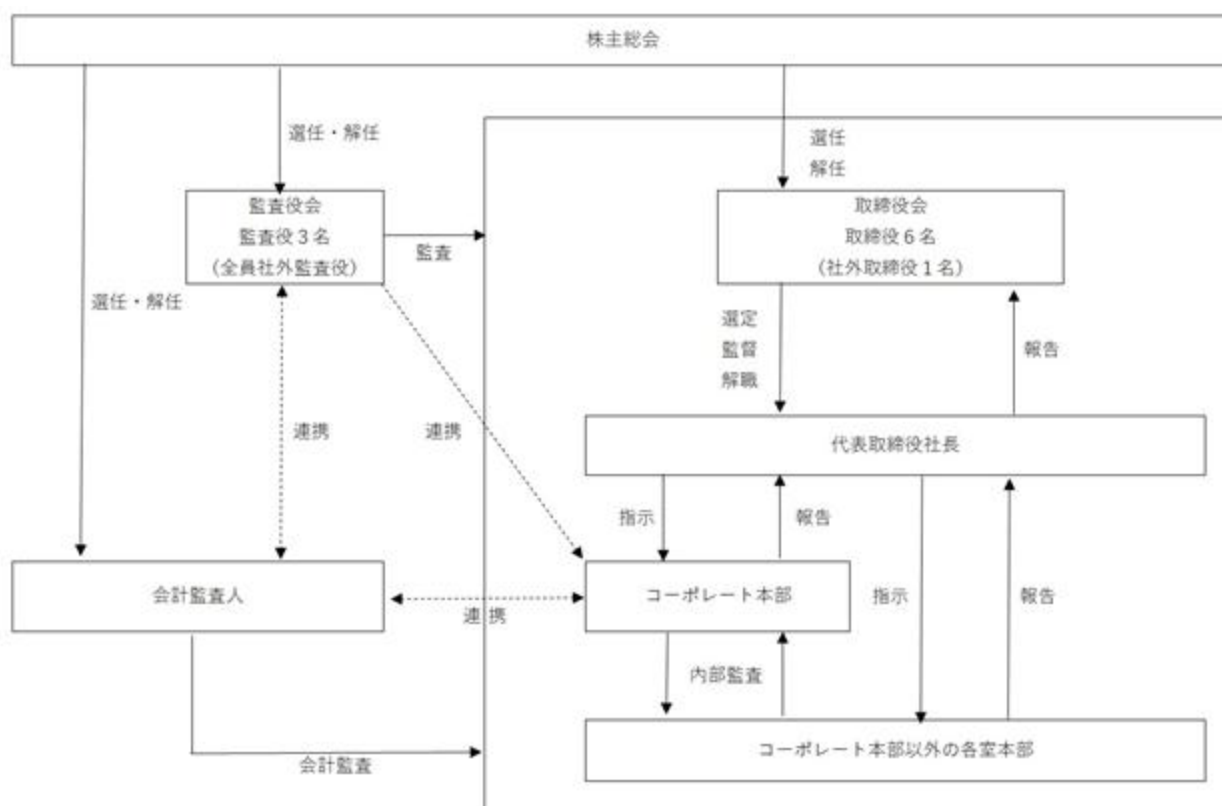 株主総会
選任・解任
選任
解任
監査役会
監査役3名
（全員社外監査役）
監査
取締役会
取締役6名
（社外取締役1名）
選任・解任
選定
監督
解職
報告
連携
連携
代表取締役社長
指示
報告
会計監査人
連携
コーポレート本部
指示
報告
内部監査
コーポレート本部以外の各室本部
会計監査